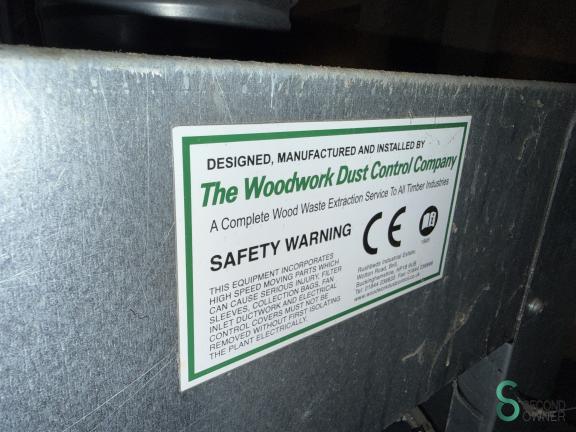 DESIGNED, MANUFACTURED AND INSTALLED BY
The Woodwork Dust Control Company
A Complete Wood Waste Extraction Service To All Timber Industries
SAFETY WARNING
CE
THIS EQUIPMENT INCORPORATES
HIGH SPEED MOVING PARTS WHICH
CAN CAUSE SERIOUS INJURY, FILTER
SLEEVES, COLLECTION BAGS, FAN
INLET DUCTWORK AND ELECTRICAL
CONTROL COVERS MUST NOT BE
REMOVED WITHOUT FIRST ISOLATING
THE PLANT ELECTRICALLY.
Industrial Estate,
Wotton Road,
Buckinghamshire,
SECOND
OWNER